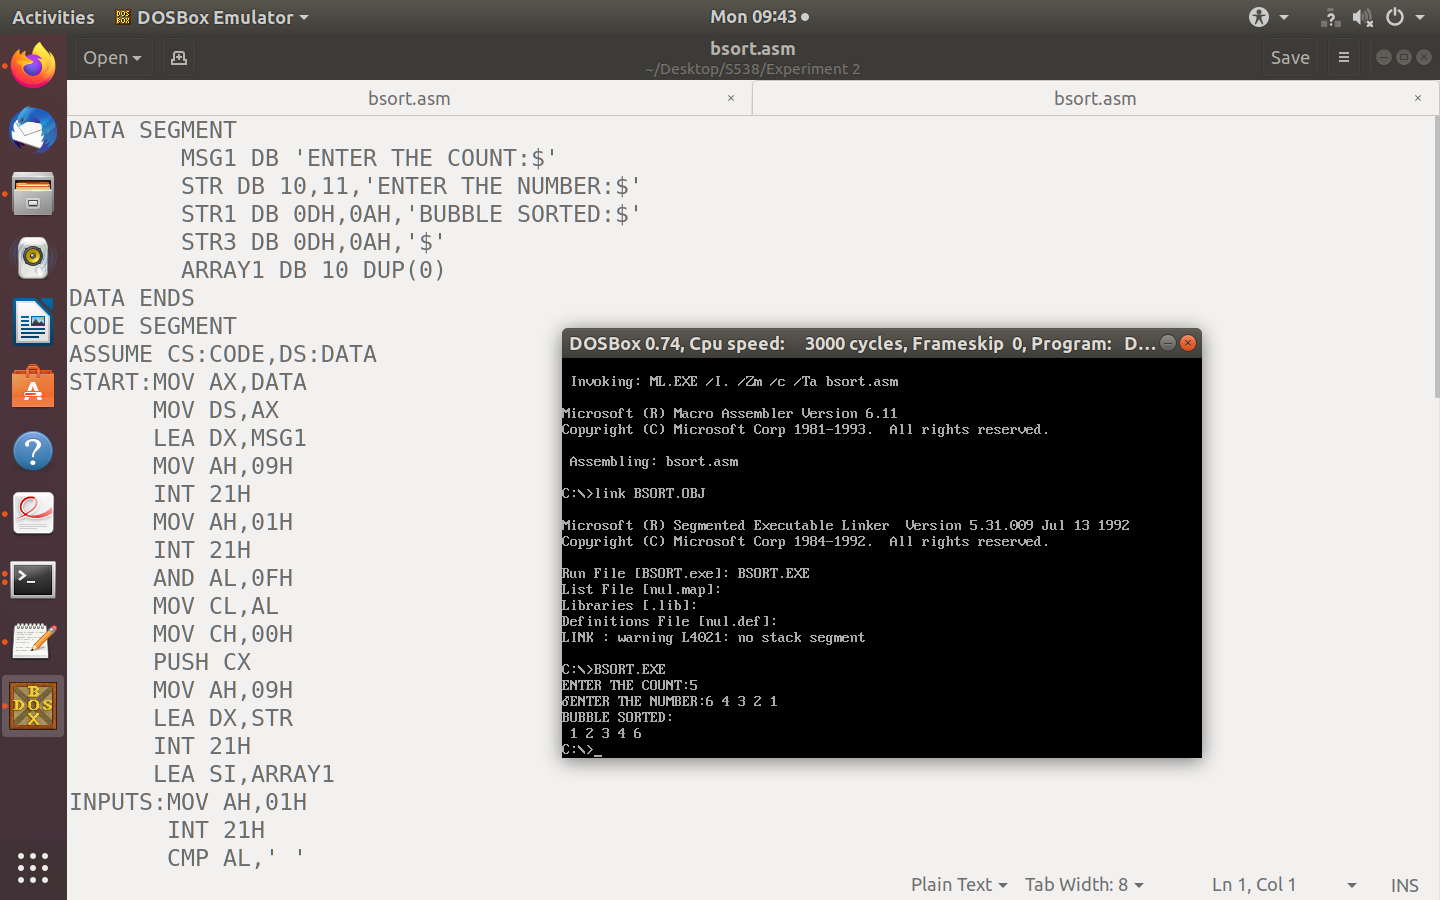 Activities DOSBox Emulator Mon 09:43
Open bsort.asm Save
~/Desktop/S538/Experiment 2
bsort.asm × bsort.asm ×
DATA SEGMENT
MSG1 DB 'ENTER THE COUNT:$'
STR DB 10,11,'ENTER THE NUMBER:$'
STR1 DB 0DH,0AH,'BUBBLE SORTED:$'
STR3 DB 0DH,0AH,'$'
ARRAY1 DB 10 DUP(0)
DATA ENDS
CODE SEGMENT
ASSUME CS:CODE,DS:DATA
START:MOV AX,DATA
MOV DS,AX
LEA DX,MSG1
MOV AH,09H
INT 21H
MOV AH,01H
INT 21H
AND AL,0FH
MOV CL,AL
MOV CH,00H
PUSH CX
MOV AH,09H
LEA DX,STR
INT 21H
LEA SI,ARRAY1
INPUTS:MOV AH,01H
INT 21H
CMP AL,' '
DOSBox 0.74, Cpu speed: 3000 cycles, Frameskip 0, Program: D...
Invoking: ML.EXE /I. /Zm /c /Ta bsort.asm
Microsoft (R) Macro Assembler Version 6.11
Copyright (C) Microsoft Corp 1981-1993. All rights reserved.
Assembling: bsort.asm
C:\>link BSORT.OBJ
Microsoft (R) Segmented Executable Linker Version 5.31.009 Jul 13 1992
Copyright (C) Microsoft Corp 1984-1992. All rights reserved.
Run File [BSORT.exe]: BSORT.EXE
List File [nul.map]:
Libraries [.lib]:
Definitions File [nul.def]:
LINK : warning L4021: no stack segment
C:\>BSORT.EXE
ENTER THE COUNT:5
♂ENTER THE NUMBER:6 4 3 2 1
BUBBLE SORTED:
1 2 3 4 6
C:\>_
Plain Text Tab Width: 8 Ln 1, Col 1 INS